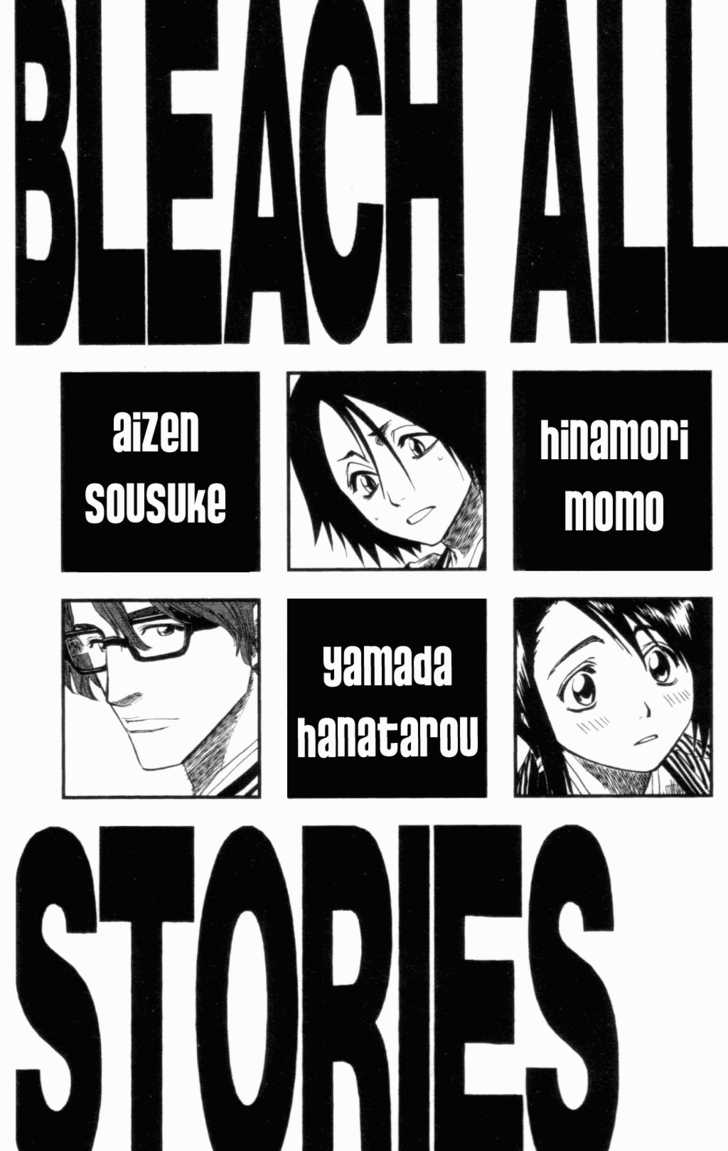 BLEACH ALL
aizen
sousuke
hinamori
momo
yamada
hanatarou
STORIES